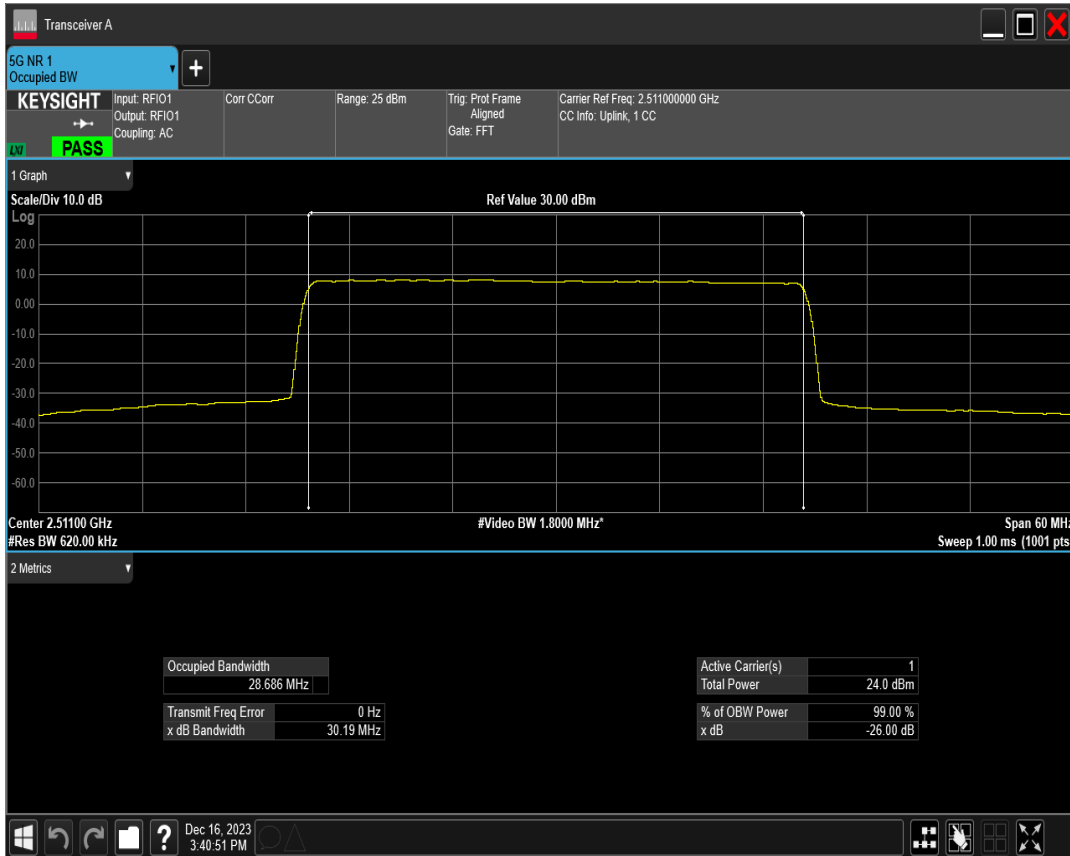 Transceiver A
5G NR 1
Occupied BW
KEYSIGHT
LXI
PASS
Input: RFIO1
Output: RFIO1
Coupling: AC
Corr CCorr
Range: 25 dBm
Trig: Prot Frame
Aligned
Gate: FFT
Carrier Ref Freq: 2.511000000 GHz
CC Info: Uplink, 1 CC
1 Graph
Scale/Div 10.0 dB
Ref Value 30.00 dBm
Log
20.0
10.0
0.00
-10.0
-20.0
-30.0
-40.0
-50.0
-60.0
Center 2.51100 GHz
#Video BW 1.8000 MHz*
Span 60 MHz
#Res BW 620.00 kHz
Sweep 1.00 ms (1001 pts
2 Metrics
Occupied Bandwidth
28.686 MHz
Transmit Freq Error 0 Hz
x dB Bandwidth 30.19 MHz
Active Carrier(s) 1
Total Power 24.0 dBm
% of OBW Power 99.00 %
x dB -26.00 dB
Dec 16, 2023
3:40:51 PM